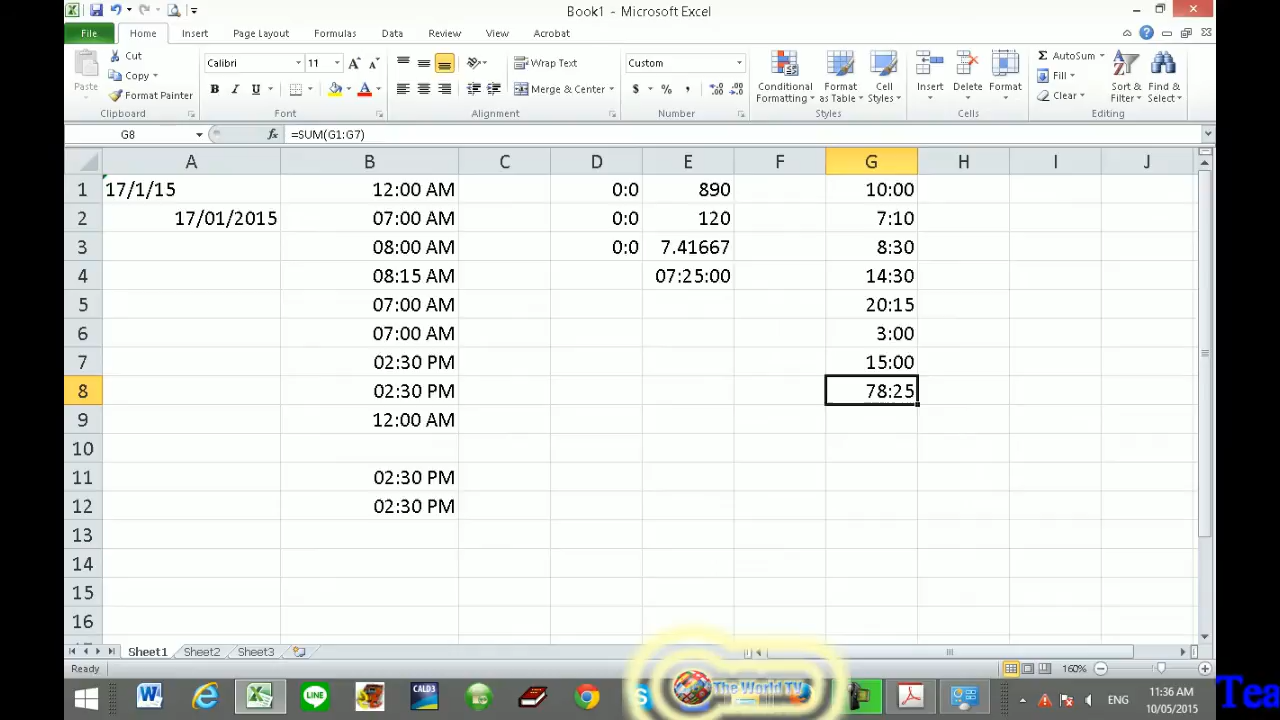 Book1 - Microsoft Excel
File Home Insert Page Layout Formulas Data Review View Acrobat
Paste
Cut
Copy
Format Painter
Clipboard
Calibri 11
B I U
Font
Wrap Text
Merge & Center
Alignment
Custom
$ % ,
Number
Conditional Formatting
Format as Table
Cell Styles
Styles
Insert Delete Format
Cells
AutoSum
Fill
Clear
Sort & Filter
Find & Select
Editing
G8 fx =SUM(G1:G7)
A B C D E F G H I J
1 17/1/15 12:00 AM 0:0 890 10:00
2 17/01/2015 07:00 AM 0:0 120 7:10
3 08:00 AM 0:0 7.41667 8:30
4 08:15 AM 07:25:00 14:30
5 07:00 AM 20:15
6 07:00 AM 3:00
7 02:30 PM 15:00
8 02:30 PM 78:25
9 12:00 AM
10
11 02:30 PM
12 02:30 PM
13
14
15
16
Sheet1 Sheet2 Sheet3
Ready 160%
LINE
CALD3
The World TV
ENG
11:36 AM
10/05/2015